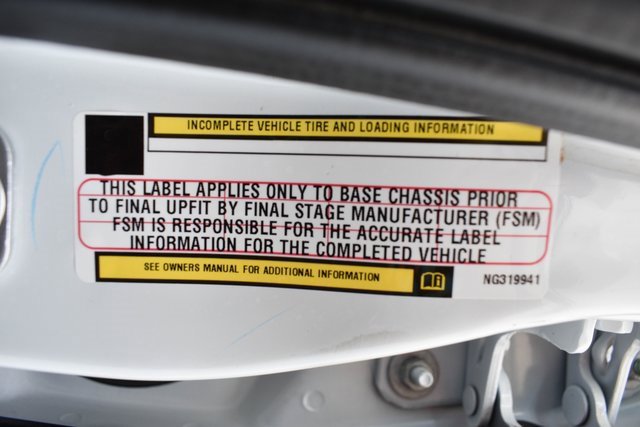 INCOMPLETE VEHICLE TIRE AND LOADING INFORMATION
THIS LABEL APPLIES ONLY TO BASE CHASSIS PRIOR
TO FINAL UPFIT BY FINAL STAGE MANUFACTURER (FSM)
FSM IS RESPONSIBLE FOR THE ACCURATE LABEL
INFORMATION FOR THE COMPLETED VEHICLE
SEE OWNERS MANUAL FOR ADDITIONAL INFORMATION
NG319941